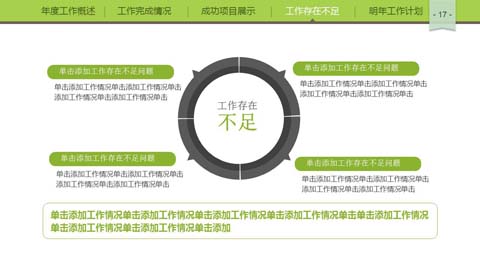 年度工作概述
工作完成情况
成功项目展示
工作存在不足
明年工作计划
- 17 -
单击添加工作存在不足问题
单击添加工作情况单击添加工作情况单击
添加工作情况单击添加工作情况单击
单击添加工作存在不足问题
单击添加工作情况单击添加工作情况单击
添加工作情况单击添加工作情况单击
工作存在
不足
单击添加工作存在不足问题
单击添加工作情况单击添加工作情况单击
添加工作情况单击添加工作情况单击
单击添加工作存在不足问题
单击添加工作情况单击添加工作情况单击
添加工作情况单击添加工作情况单击
单击添加工作情况单击添加工作情况单击添加工作情况单击添加工作情况单击单击添加工作情况
单击添加工作情况单击添加工作情况单击添加